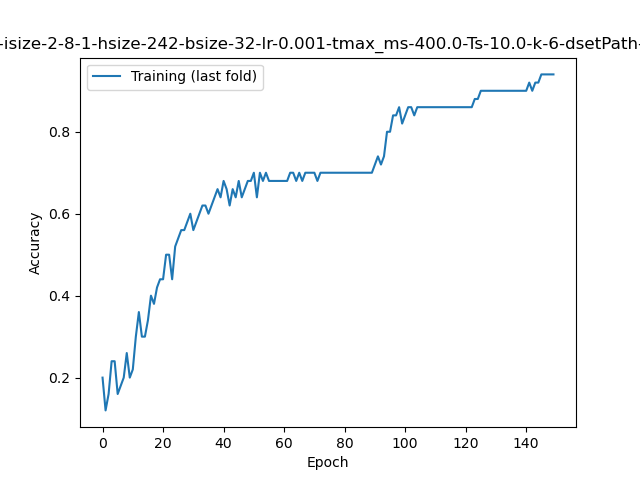 -isize-2-8-1-hsize-242-bsize-32-lr-0.001-tmax_ms-400.0-Ts-10.0-k-6-dsetPath-
Training (last fold)
0.8
0.6
0.4
0.2
Accuracy
0 20 40 60 80 100 120 140
Epoch